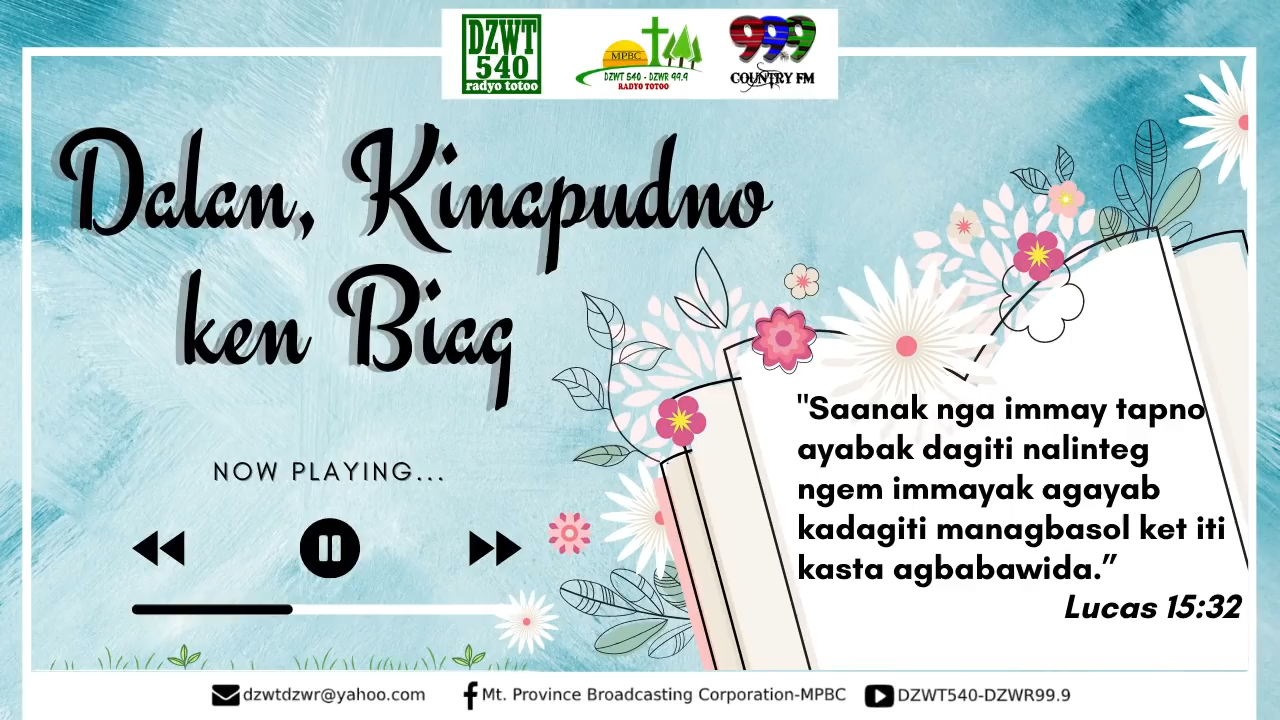 DZWT
540
radyo totoo
MPBC
DZWT 540 - DZWR 99.9
RADYO TOTOO
99.9
FM
COUNTRY FM
Dalan, Kinapudno
ken Biag
NOW PLAYING...
"Saanak nga immay tapno
ayabak dagiti nalinteg
ngem immayak agayab
kadagiti managbasol ket iti
kasta agbabawida.”
Lucas 15:32
dzwtdzwr@yahoo.com
Mt. Province Broadcasting Corporation-MPBC
DZWT540-DZWR99.9